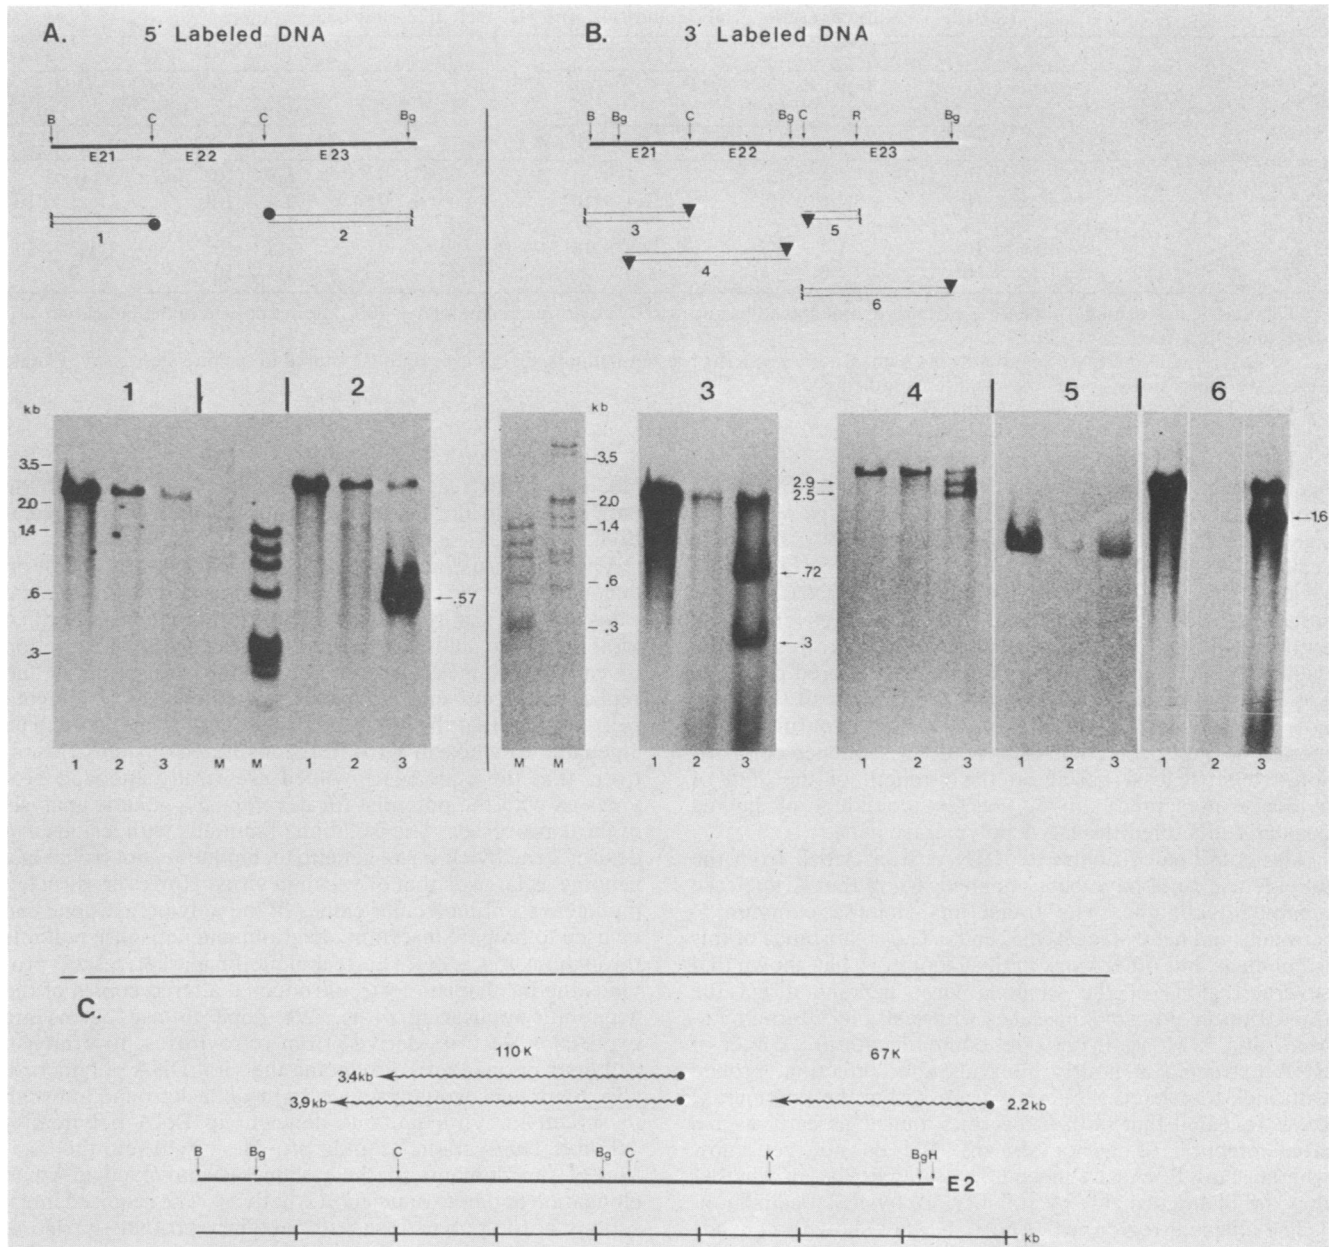 A. 5' Labeled DNA
B C C Bg
E21 E22 E23
1 2
B. 3' Labeled DNA
B Bg C Bg C R Bg
E21 E22 E23
3 5
4
6
1 2
kb
3.5
2.0
1.4
.6
.3
.57
1 2 3 M M 1 2 3
kb 3 4 5 6
3.5
2.0
1.4
.6
.3
.72
.3
2.9
2.5
1.6
M M 1 2 3 1 2 3 1 2 3 1 2 3
C.
110K 67K
3.4kb
3.9kb 2.2kb
B Bg C Bg C K Bg H
E2
kb